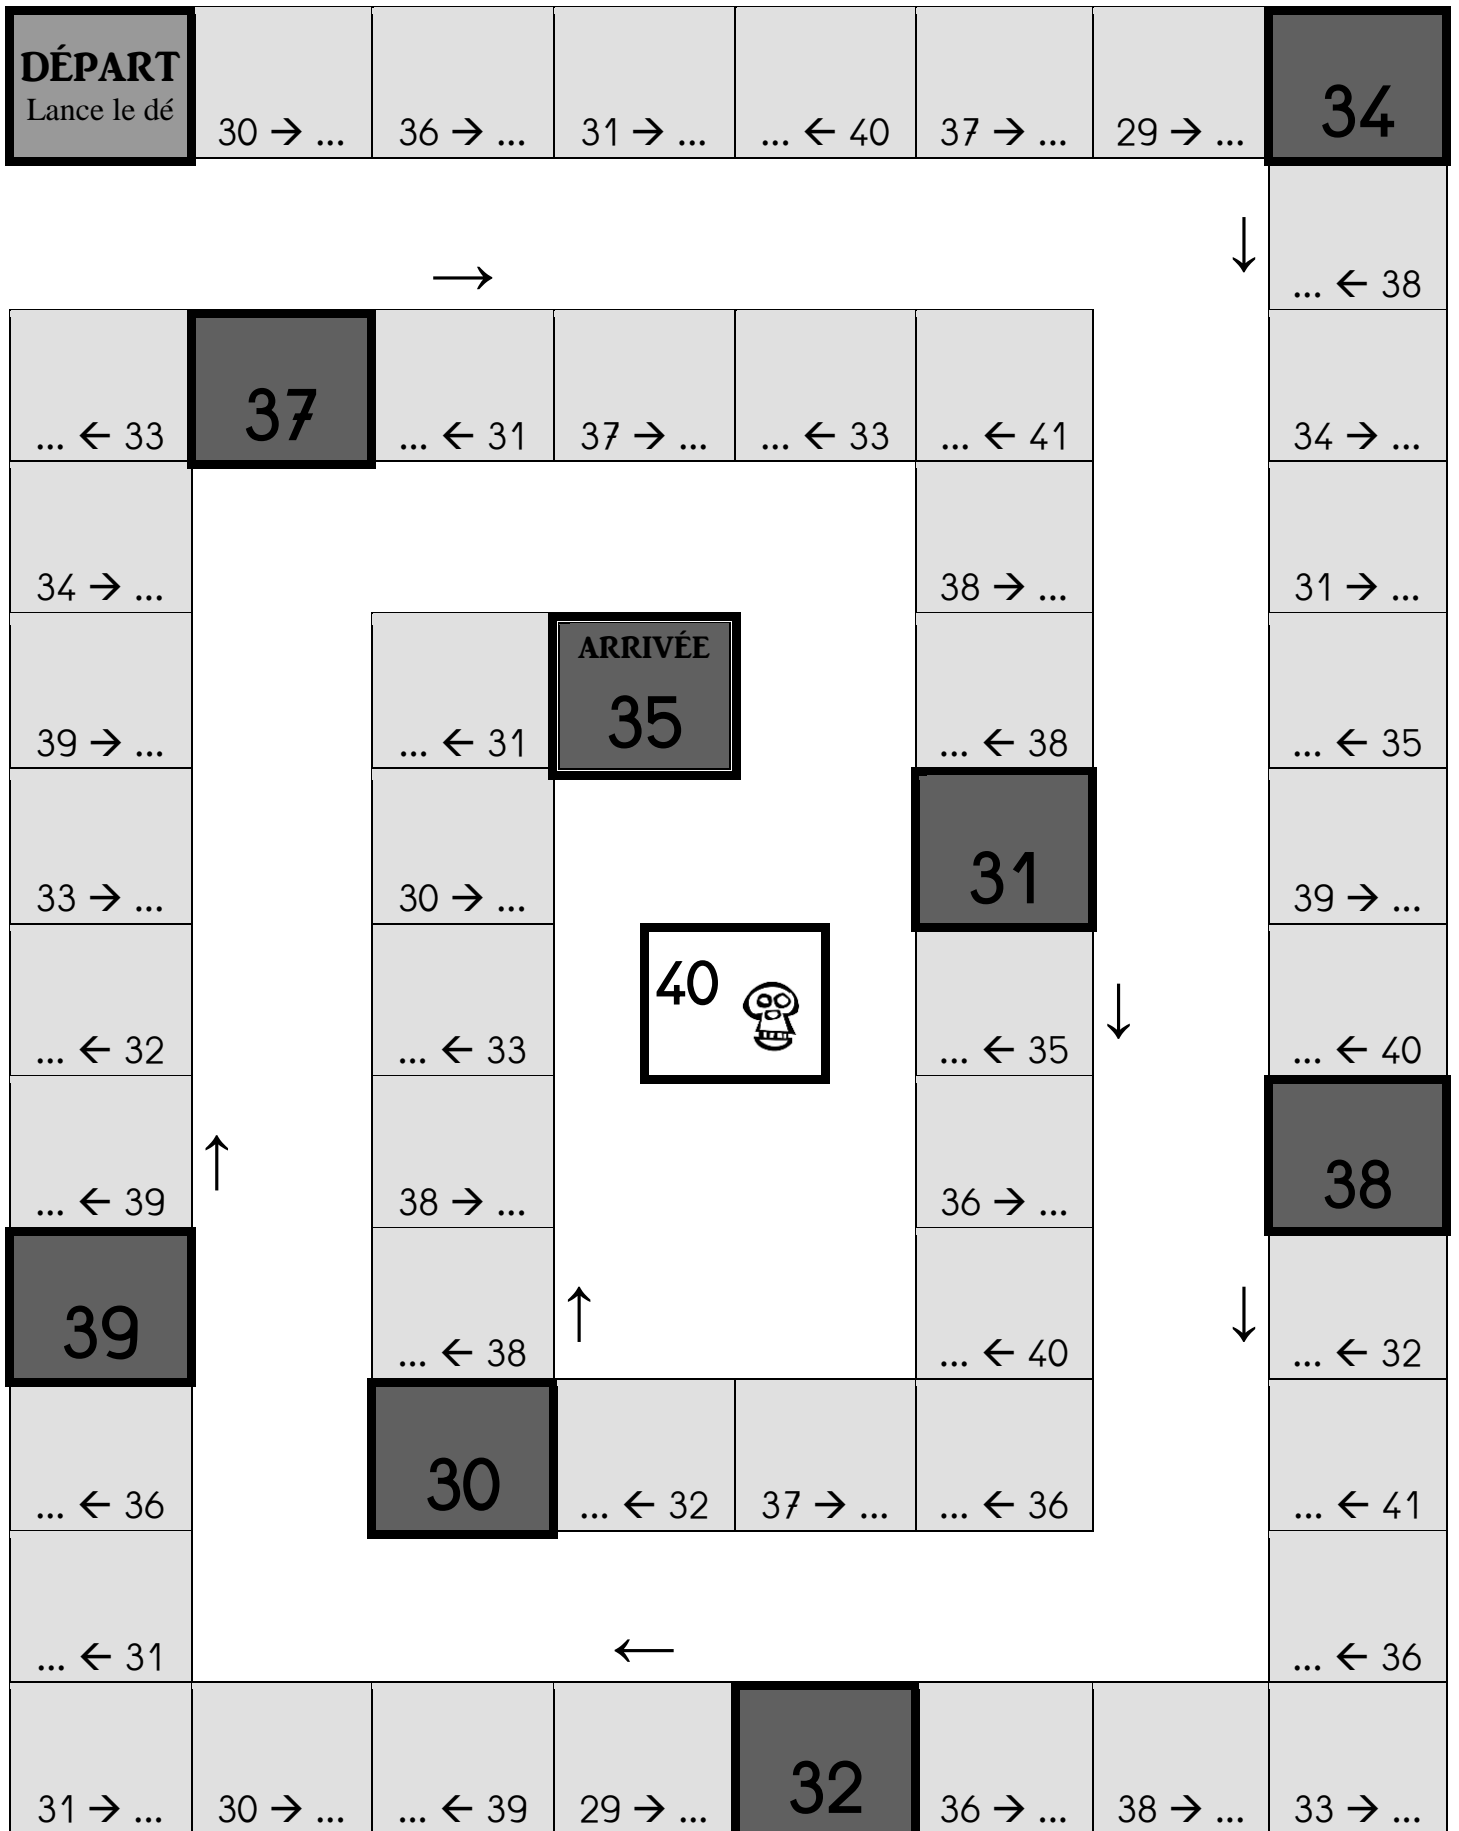 DÉPART
Lance le dé
30 → ...
36 → ...
31 → ...
... ← 40
37 → ...
29 → ...
34
... ← 38
... ← 33
37
... ← 31
37 → ...
... ← 33
... ← 41
34 → ...
34 → ...
38 → ...
31 → ...
39 → ...
... ← 31
ARRIVÉE
35
... ← 38
... ← 35
33 → ...
30 → ...
31
39 → ...
... ← 32
... ← 33
40
... ← 35
... ← 40
... ← 39
38 → ...
36 → ...
38
39
... ← 38
... ← 40
... ← 32
... ← 36
30
... ← 32
37 → ...
... ← 36
... ← 41
... ← 31
... ← 36
31 → ...
30 → ...
... ← 39
29 → ...
32
36 → ...
38 → ...
33 → ...